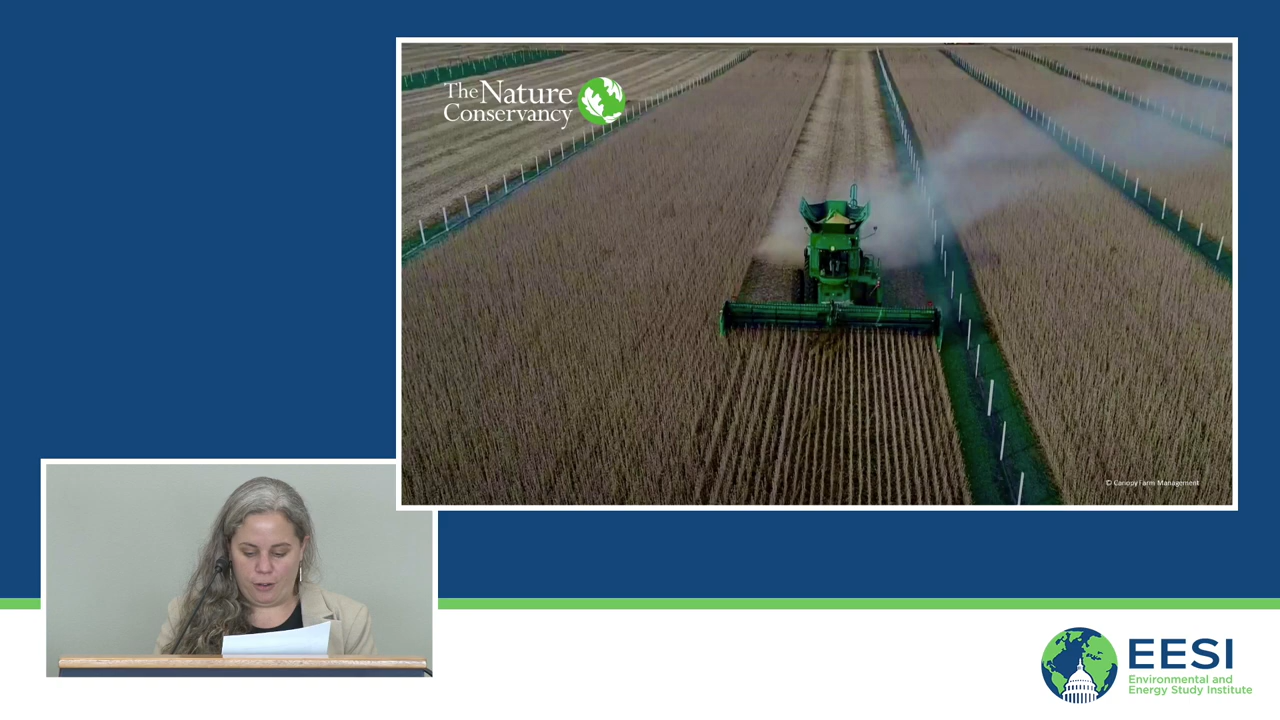 The Nature
Conservancy
© Canopy Farm Management
EESI
Environmental and
Energy Study Institute